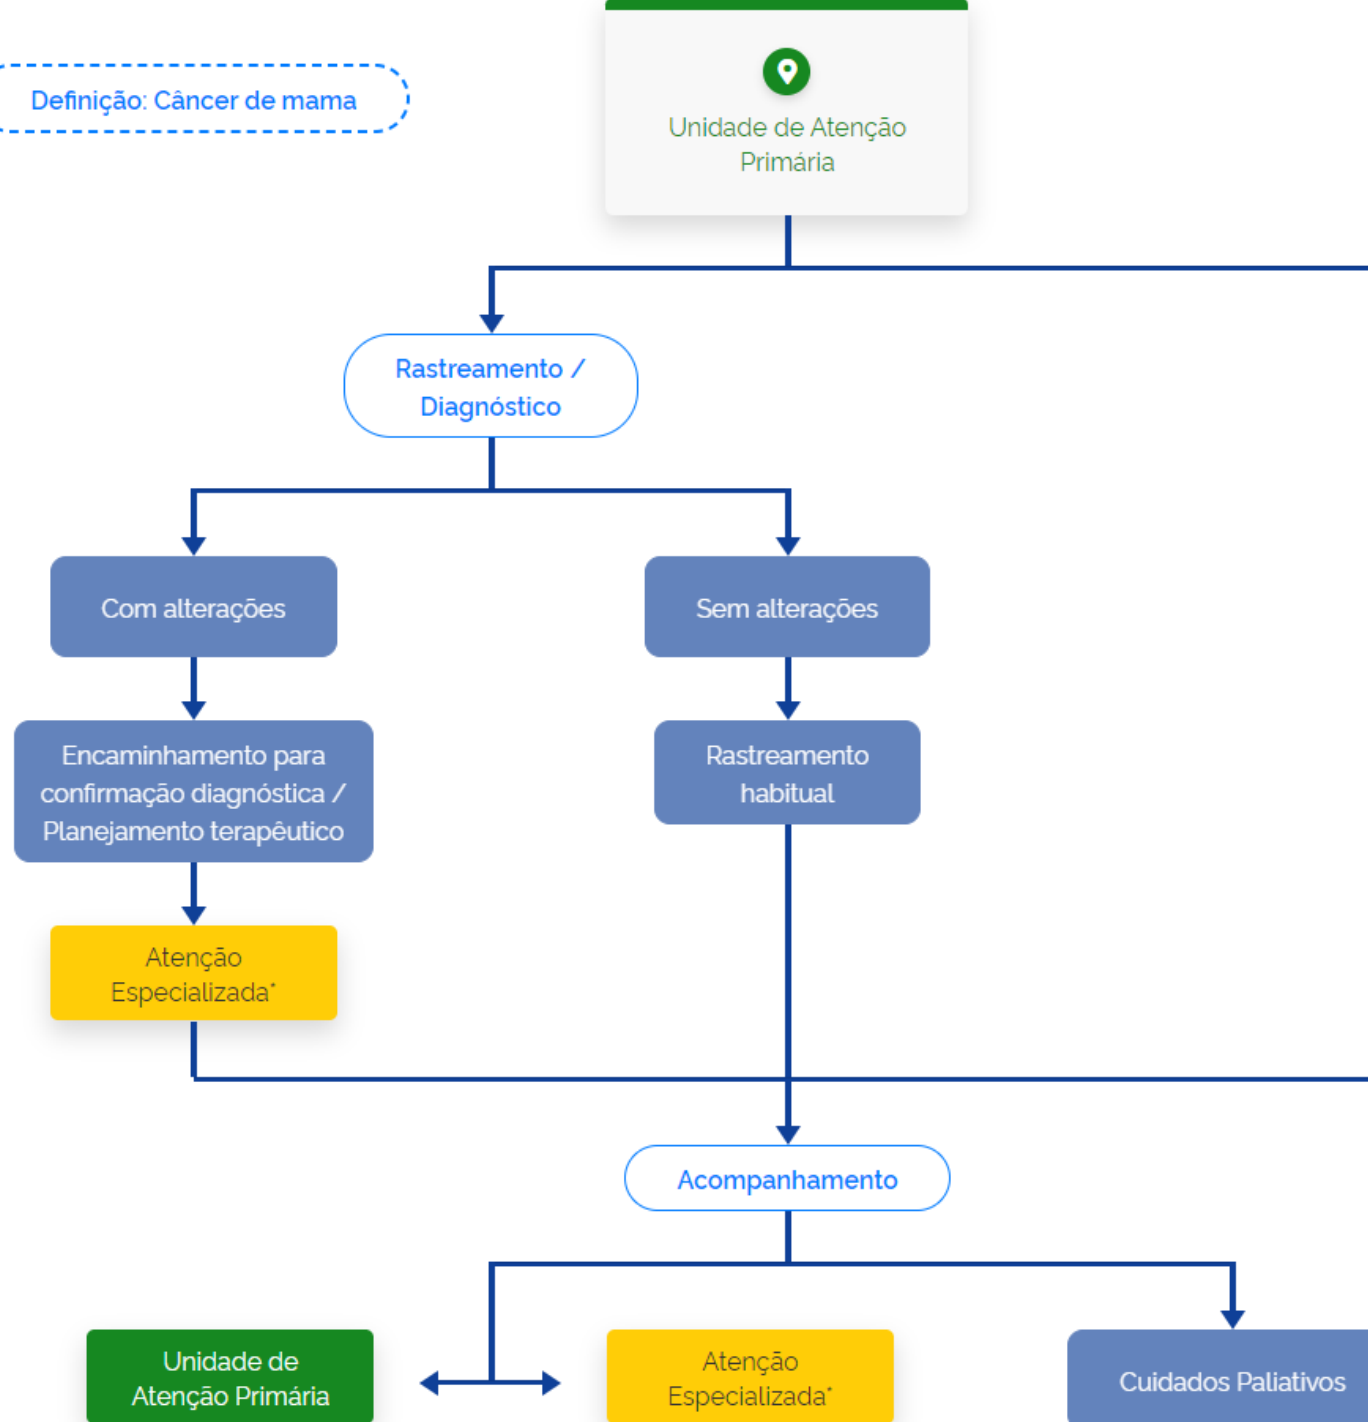 Definição: Câncer de mama
Unidade de Atenção
Primária
Rastreamento /
Diagnóstico
Com alterações
Sem alterações
Encaminhamento para
confirmação diagnóstica /
Planejamento terapêutico
Rastreamento
habitual
Atenção
Especializada*
Acompanhamento
Unidade de
Atenção Primária
Atenção
Especializada*
Cuidados Paliativos